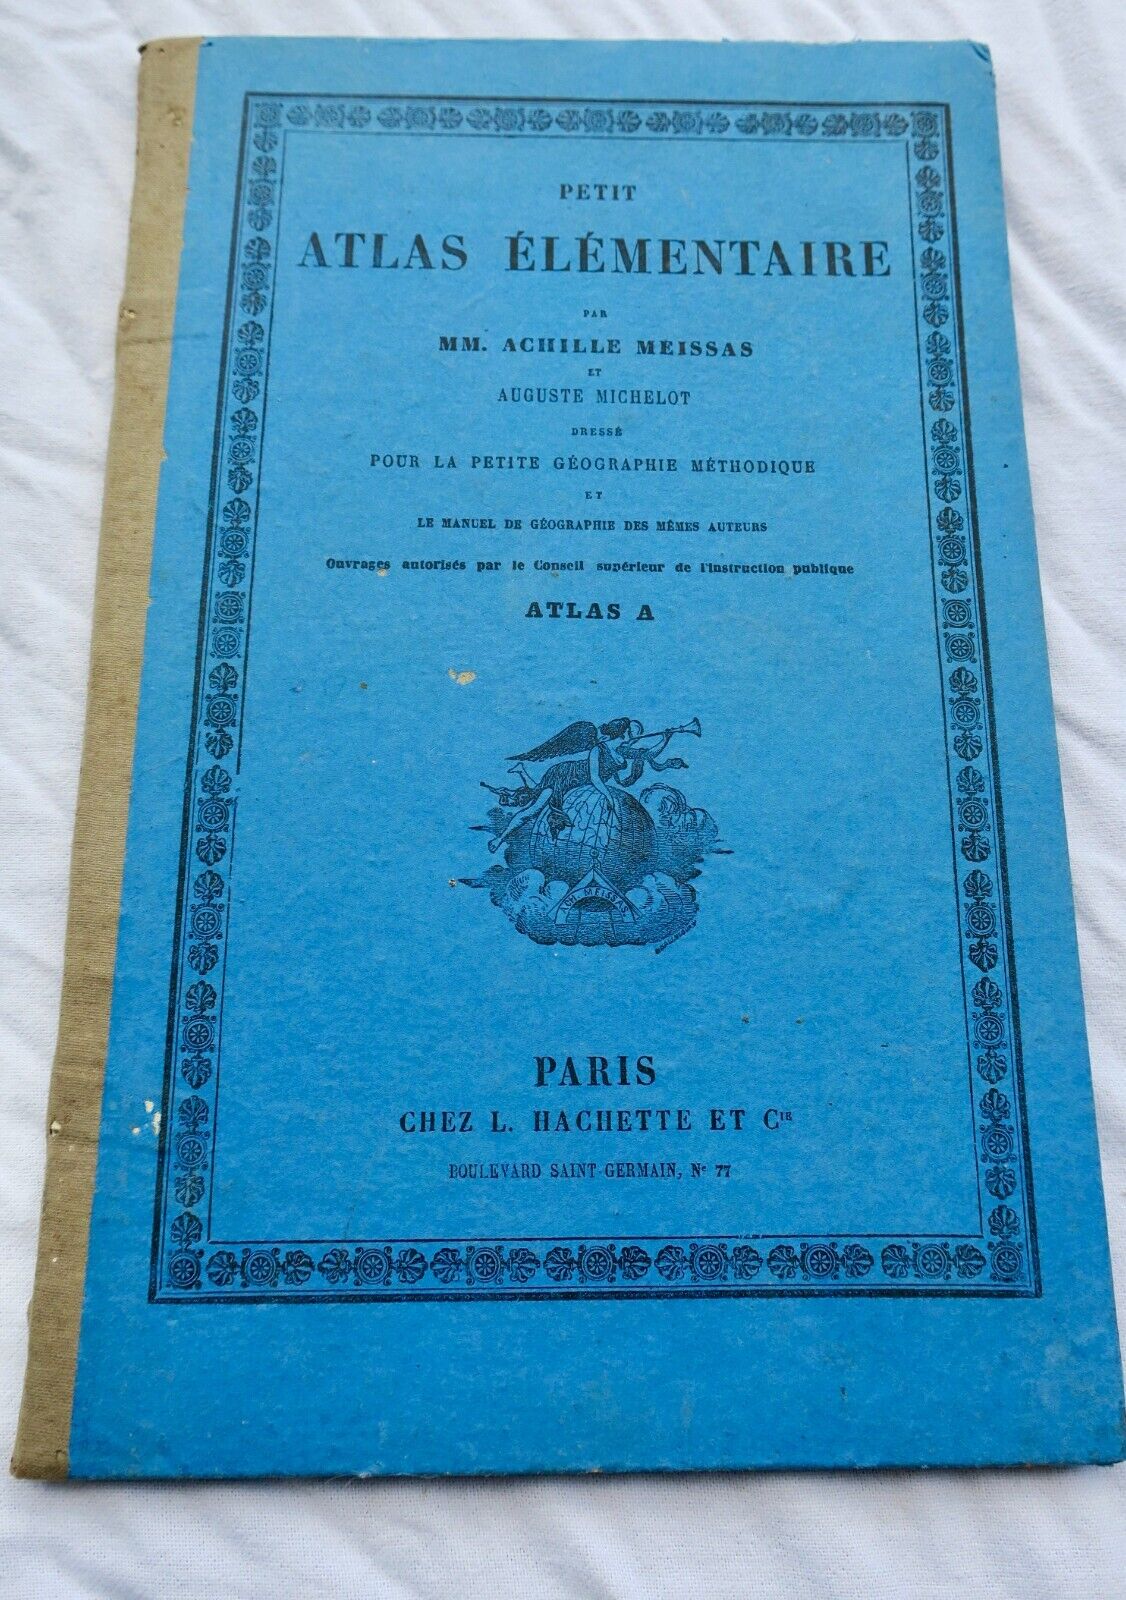 PETIT
ATLAS ÉLÉMENTAIRE
PAR
MM. ACHILLE MEISSAS
ET
AUGUSTE MICHELOT
DRESSÉ
POUR LA PETITE GÉOGRAPHIE MÉTHODIQUE
ET
LE MANUEL DE GÉOGRAPHIE DES MÊMES AUTEURS
Ouvrages autorisés par le Conseil supérieur de l'instruction publique
ATLAS A
ACH. MEISSAS.
PARIS
CHEZ L. HACHETTE ET Cie
BOULEVARD SAINT-GERMAIN, No 77